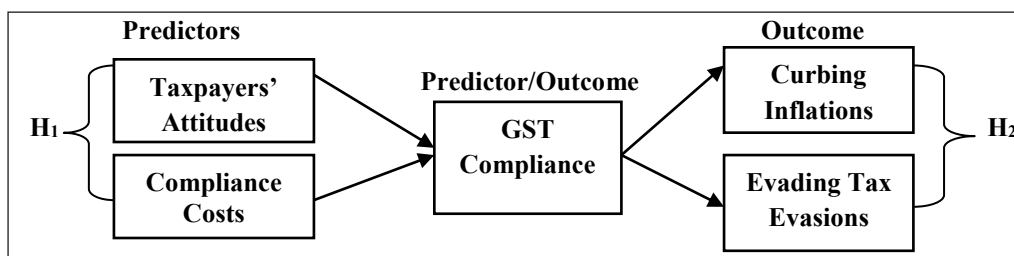 Predictors
Outcome
Predictor/Outcome
H1
Taxpayers'
Attitudes
Compliance
Costs
GST
Compliance
Curbing
Inflations
Evading Tax
Evasions
H2